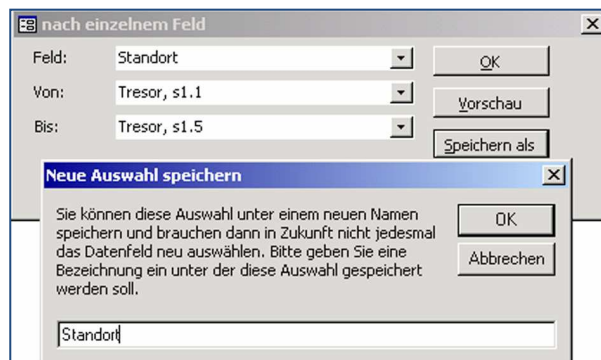 nach einzelnem Feld
Feld: Standort OK
Von: Tresor, s1.1 Vorschau
Bis: Tresor, s1.5 Speichern als
Neue Auswahl speichern
Sie können diese Auswahl unter einem neuen Namen
speichern und brauchen dann in Zukunft nicht jedesmal
das Datenfeld neu auswählen. Bitte geben Sie eine
Bezeichnung ein unter der diese Auswahl gespeichert
werden soll.
OK
Abbrechen
Standort